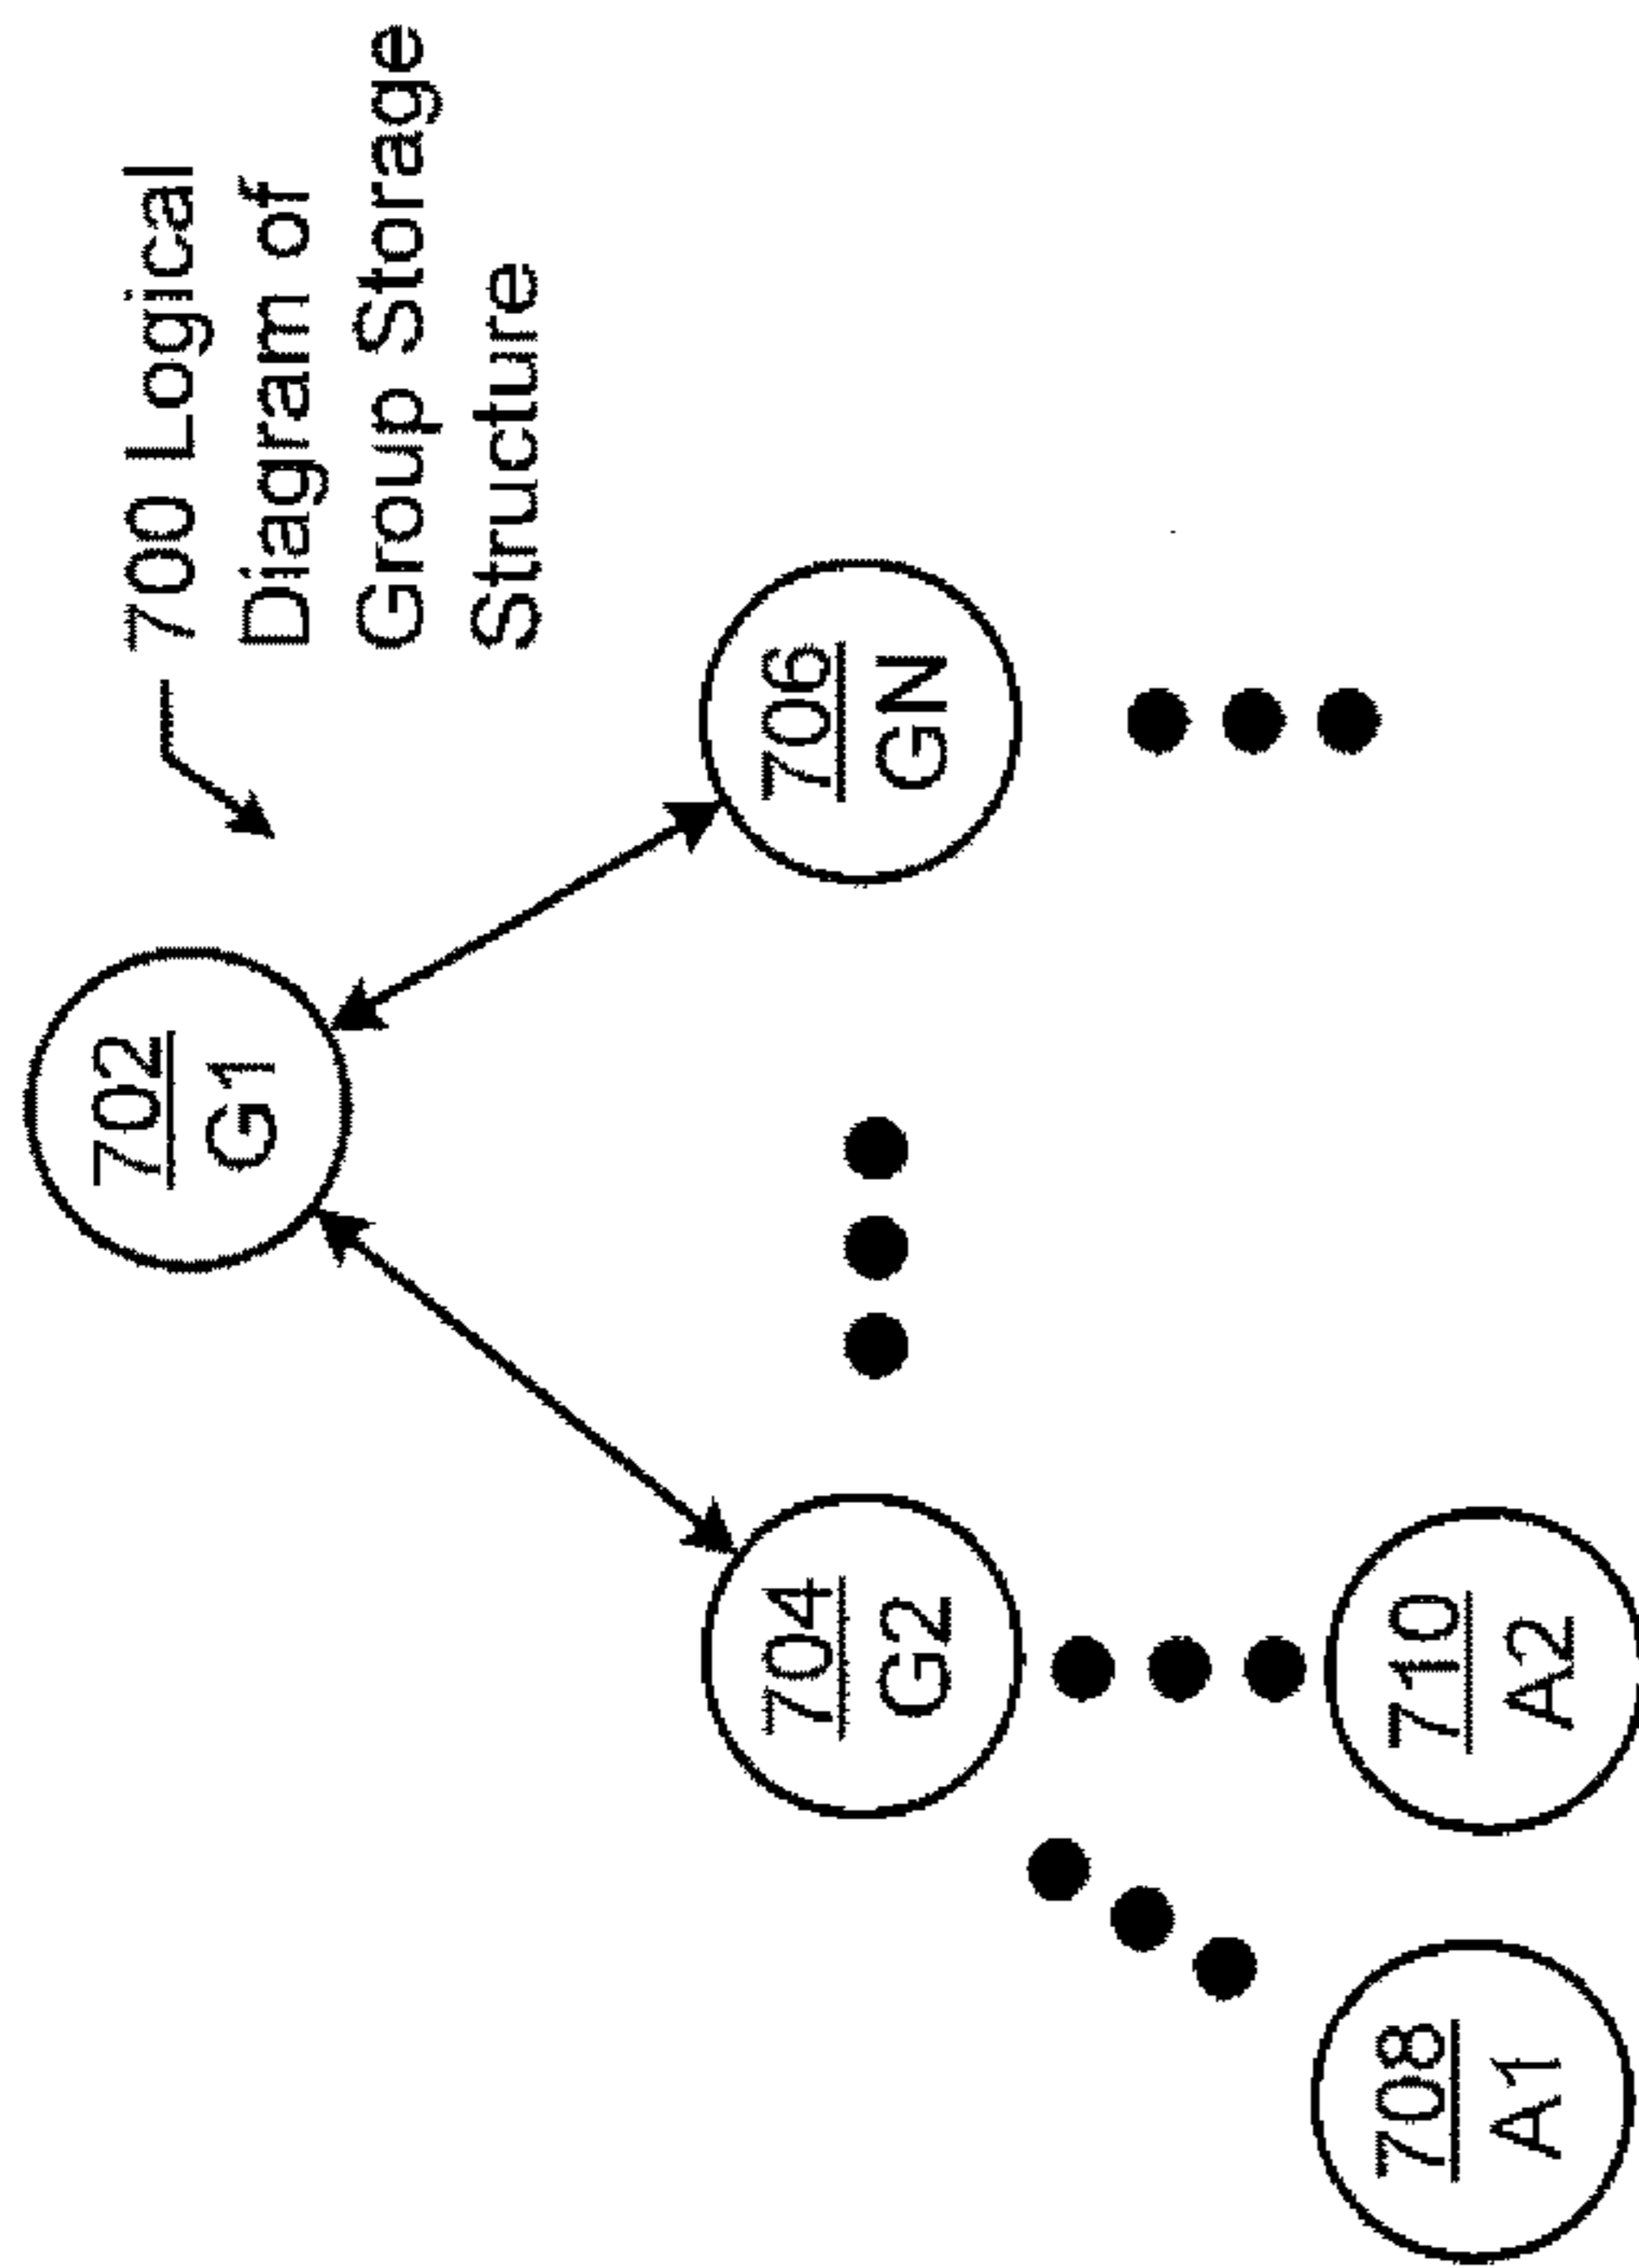 700 Logical
Diagram of
Group Storage
Structure
702
G1
704
G2
706
GN
708
A1
710
A2